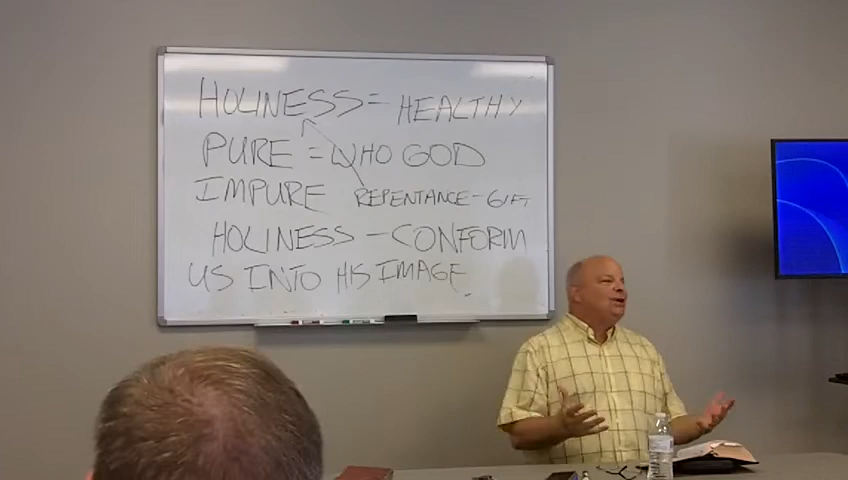 HOLINESS = HEALTHY
PURE = WHO GOD
IMPURE REPENTANCE - GIFT
HOLINESS - CONFORM
US INTO HIS IMAGE